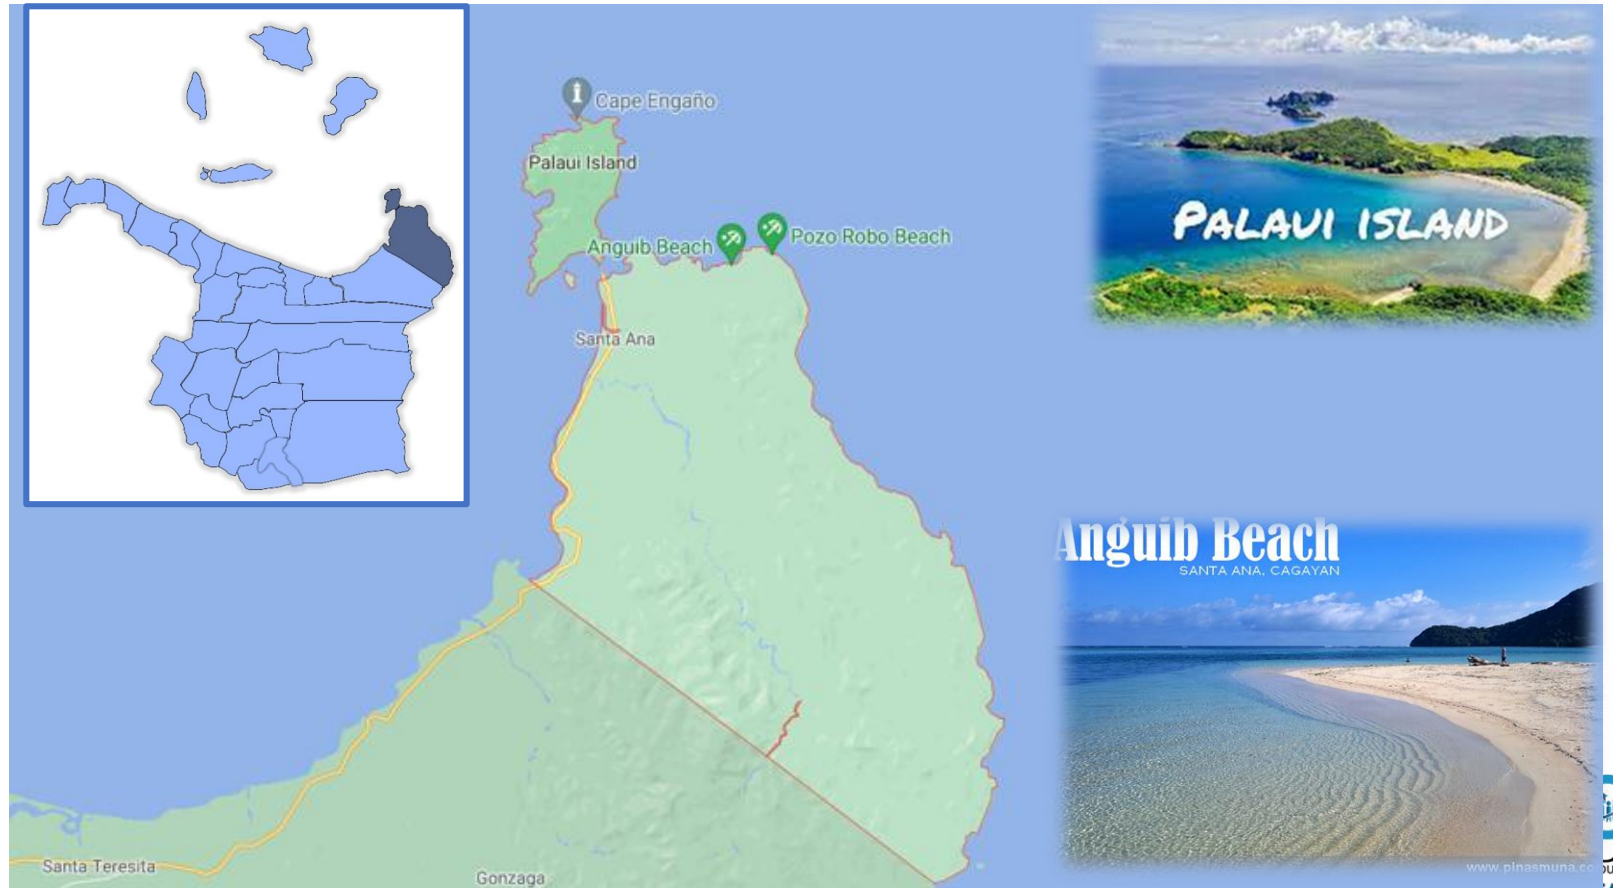 Cape Engaño
Palaui Island
Anguib Beach
Pozo Robo Beach
Santa Ana
Santa Teresita
Gonzaga
PALAUI ISLAND
Anguib Beach
SANTA ANA, CAGAYAN
www.pinasmuna.co